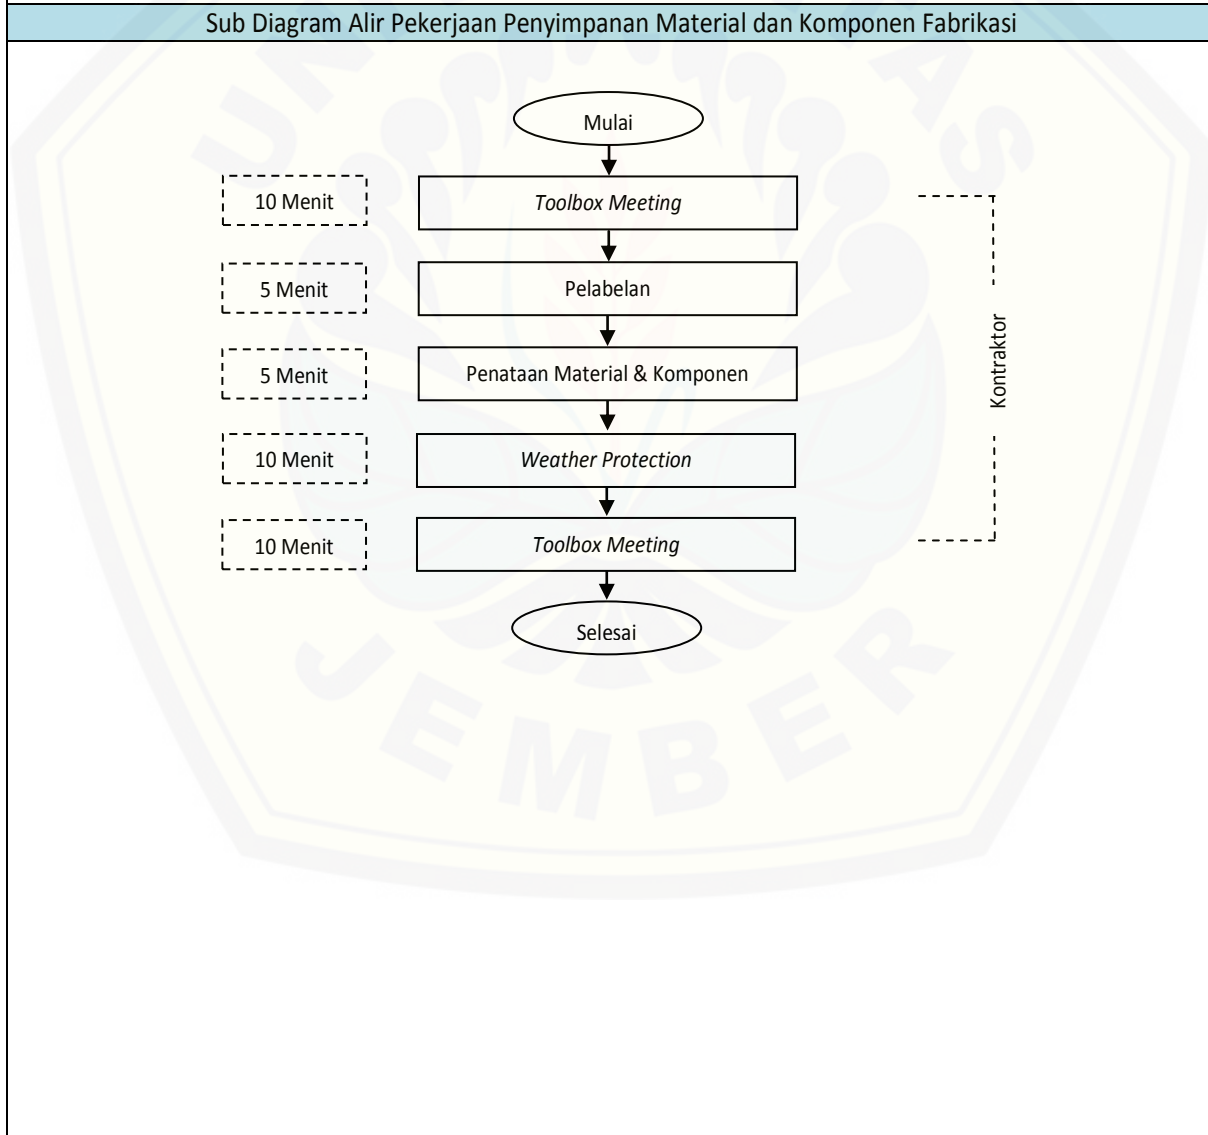 Sub Diagram Alir Pekerjaan Penyimpanan Material dan Komponen Fabrikasi
Mulai
10 Menit
Toolbox Meeting
5 Menit
Pelabelan
5 Menit
Penataan Material & Komponen
10 Menit
Weather Protection
10 Menit
Toolbox Meeting
Kontraktor
Selesai
JEMBER